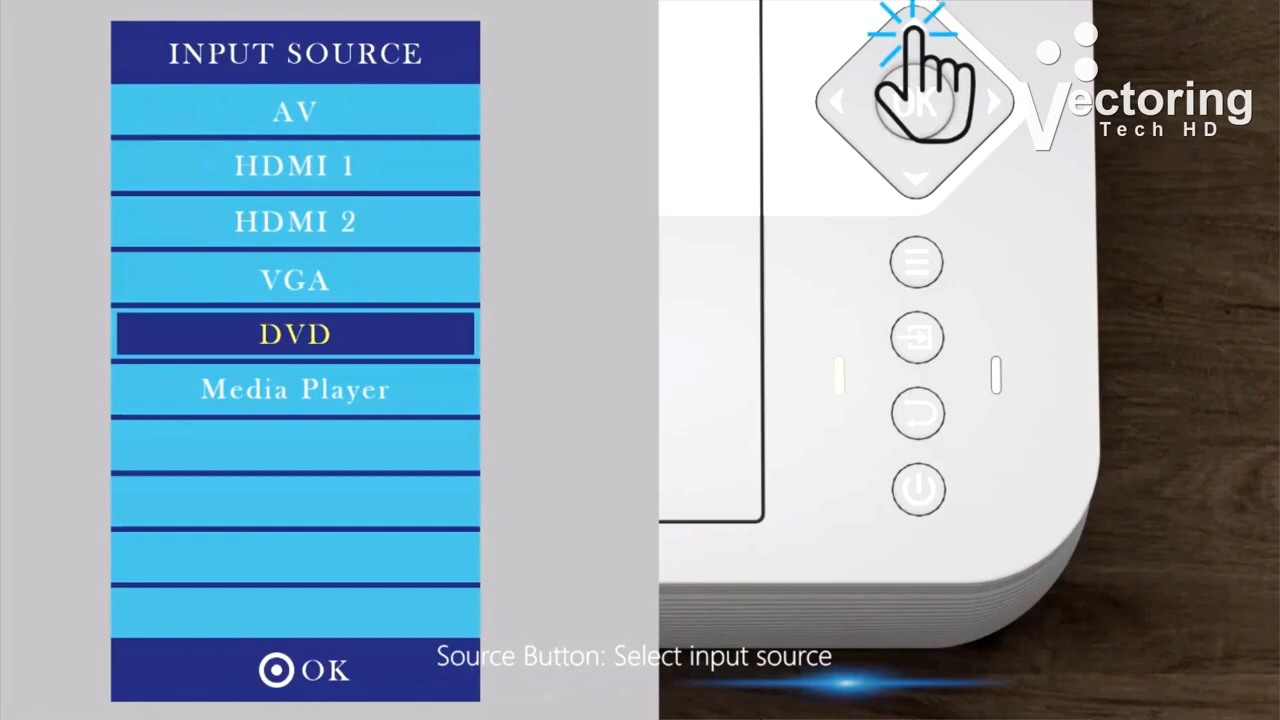 INPUT SOURCE
AV
HDMI 1
HDMI 2
VGA
DVD
Media Player
OK
OK
Vectoring
Tech HD
Source Button: Select input source